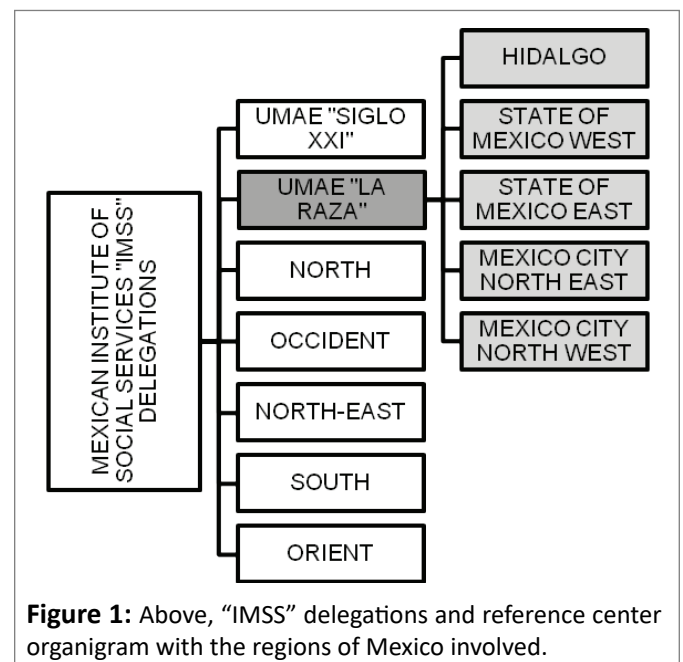 MEXICAN INSTITUTE OF
SOCIAL SERVICES "IMSS"
DELEGATIONS
UMAE "SIGLO
XXI"
UMAE "LA
RAZA"
NORTH
OCCIDENT
NORTH-EAST
SOUTH
ORIENT
HIDALGO
STATE OF
MEXICO WEST
STATE OF
MEXICO EAST
MEXICO CITY
NORTH EAST
MEXICO CITY
NORTH WEST
Figure 1: Above, “IMSS” delegations and reference center
organigram with the regions of Mexico involved.